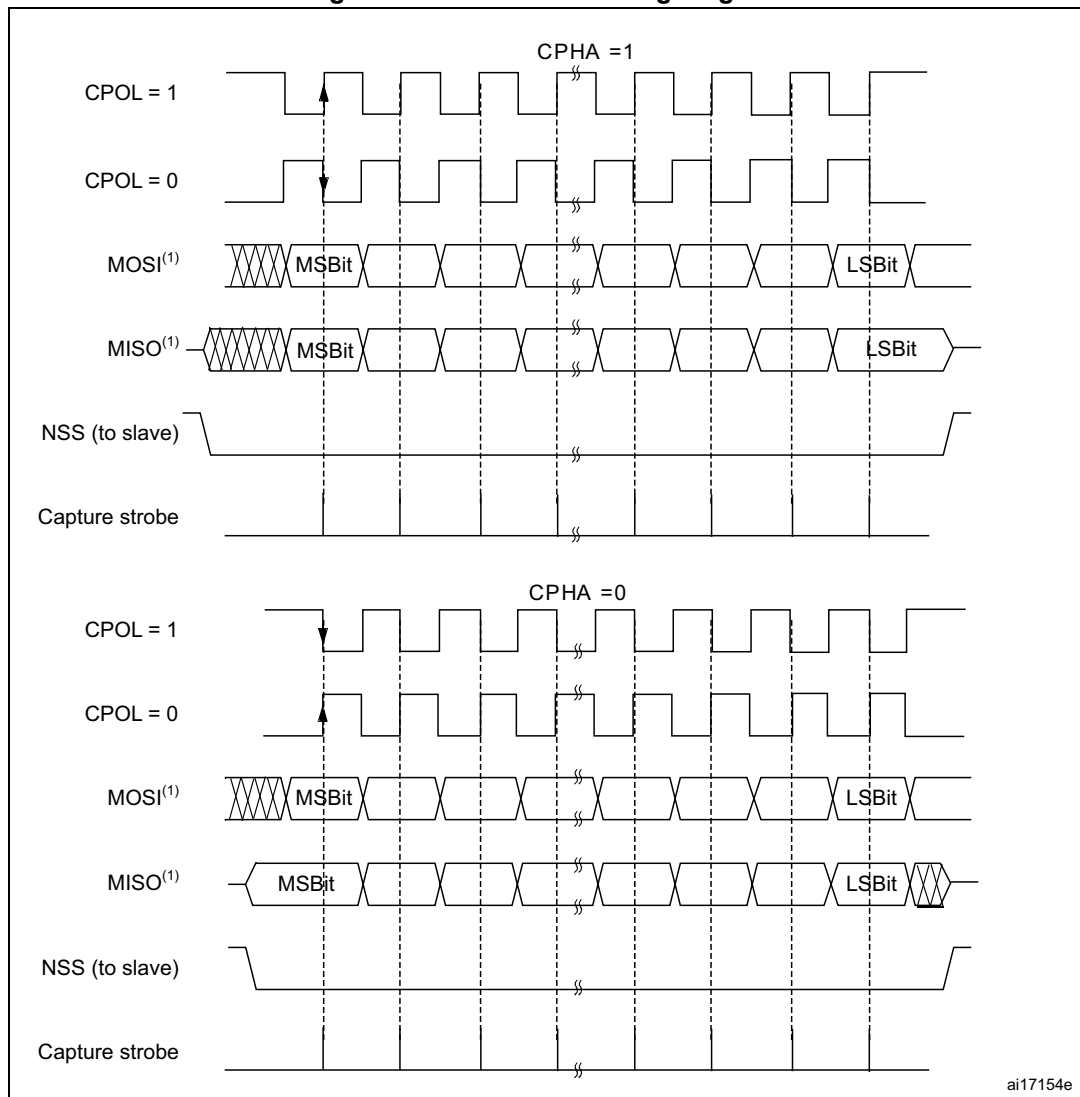 CPHA =1
CPOL = 1
CPOL = 0
MOSI(1) MSBit LSBit
MISO(1) MSBit LSBit
NSS (to slave)
Capture strobe
CPHA =0
CPOL = 1
CPOL = 0
MOSI(1) MSBit LSBit
MISO(1) MSBit LSBit
NSS (to slave)
Capture strobe
ai17154e